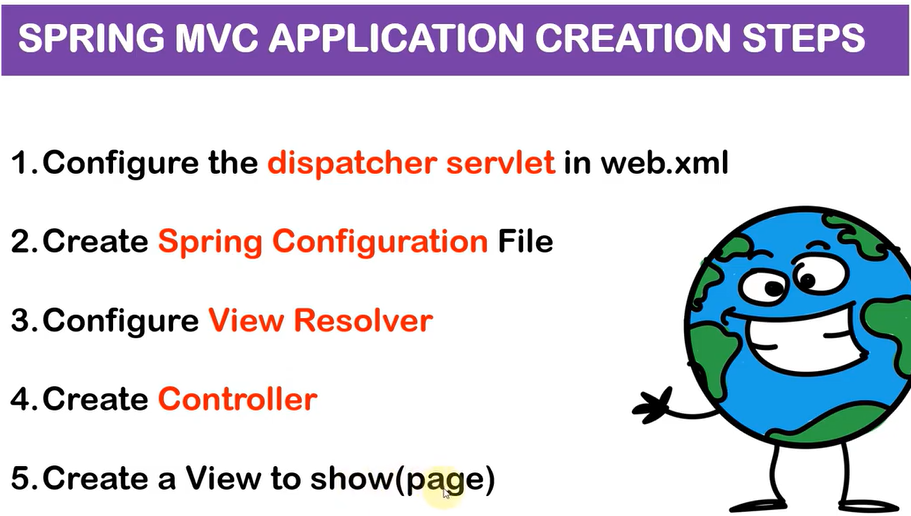 SPRING MVC APPLICATION CREATION STEPS
1.Configure the dispatcher servlet in web.xml
2.Create Spring Configuration File
3.Configure View Resolver
4.Create Controller
5.Create a View to show(page)